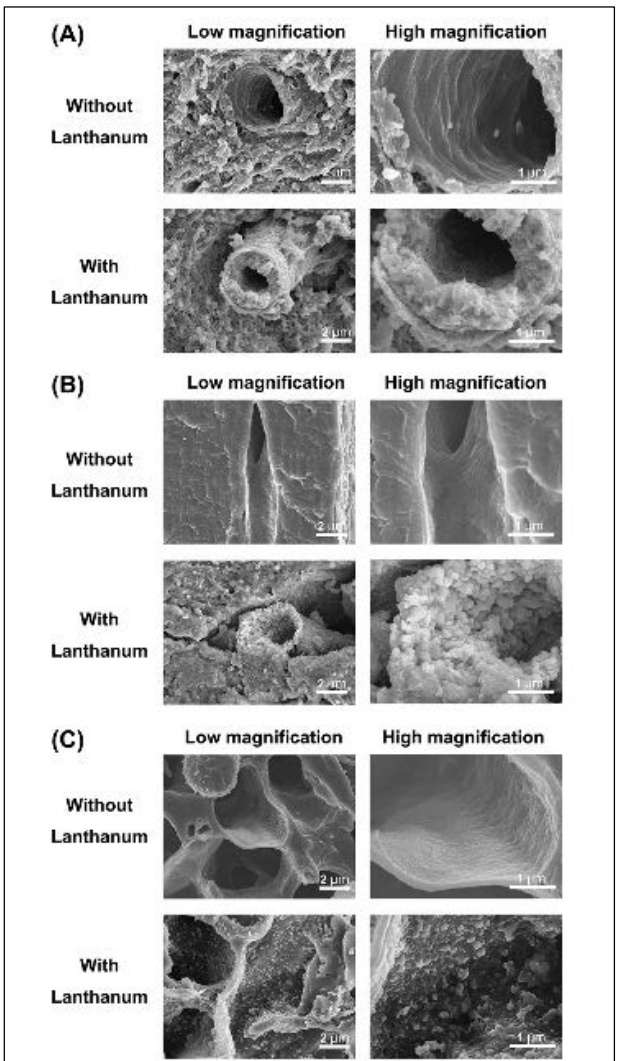 (A)
Low magnification High magnification
Without
Lanthanum
2 μm
1 μm
With
Lanthanum
2 μm
1 μm
(B)
Low magnification High magnification
Without
Lanthanum
2 μm
1 μm
With
Lanthanum
2 μm
1 μm
(C)
Low magnification High magnification
Without
Lanthanum
2 μm
1 μm
With
Lanthanum
2 μm
1 μm